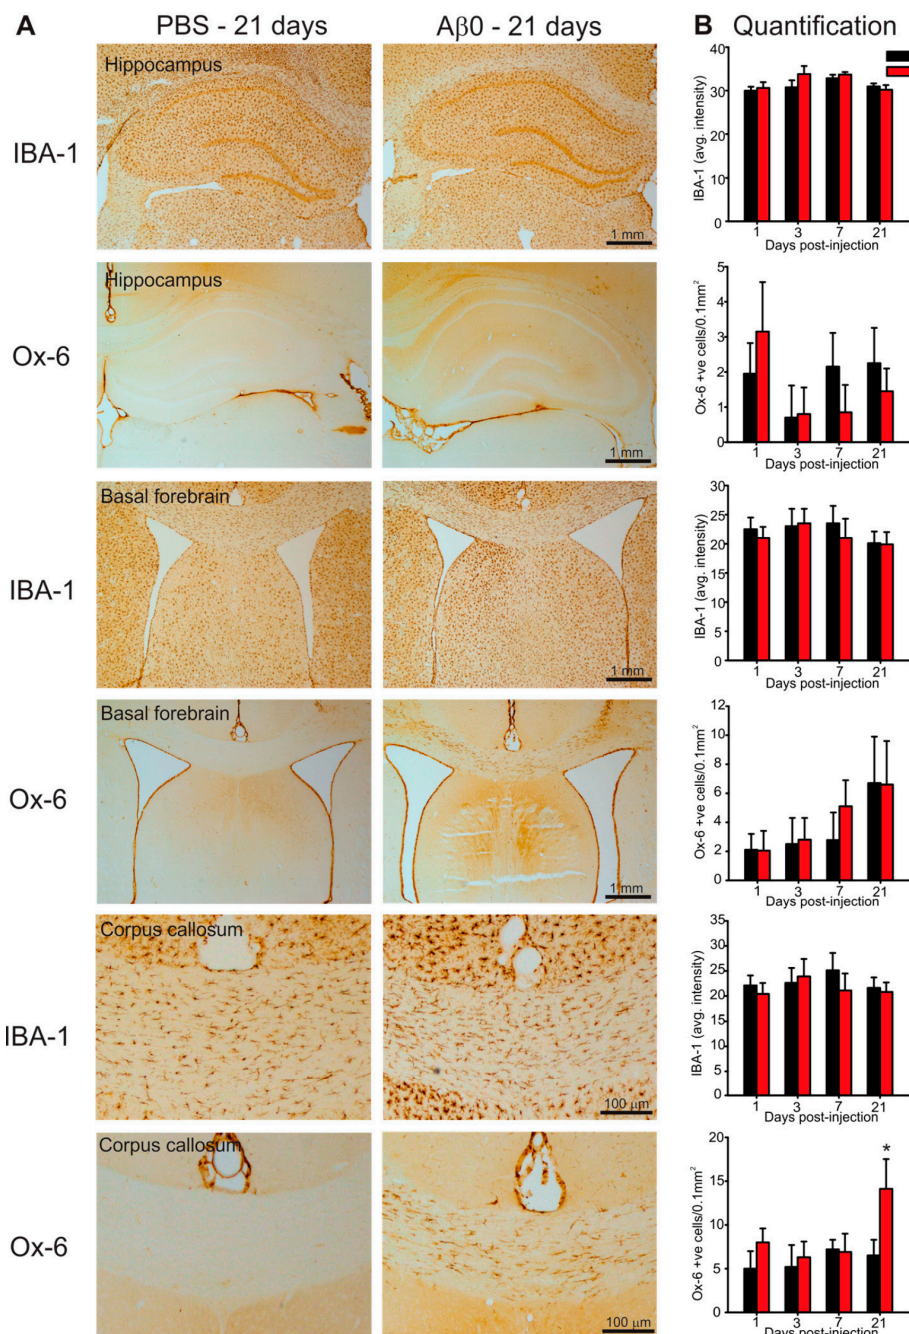 A PBS - 21 days Aβ0 - 21 days B Quantification
IBA-1
Hippocampus
1 mm
IBA-1 (avg. intensity)
40
30
20
10
0
1 3 7 21
Days post-injection
Ox-6
Hippocampus
1 mm
Ox-6 +ve cells/0.1mm²
5
4
3
2
1
0
1 3 7 21
Days post-injection
IBA-1
Basal forebrain
1 mm
IBA-1 (avg. intensity)
30
25
20
15
10
5
0
1 3 7 21
Days post-injection
Ox-6
Basal forebrain
1 mm
Ox-6 +ve cells/0.1mm²
12
10
8
6
4
2
0
1 3 7 21
Days post-injection
IBA-1
Corpus callosum
100 µm
IBA-1 (avg. intensity)
35
30
25
20
15
10
5
0
1 3 7 21
Days post-injection
Ox-6
Corpus callosum
100 µm
Ox-6 +ve cells/0.1mm²
20
15
10
5
0
*
1 3 7 21
Days post-injection